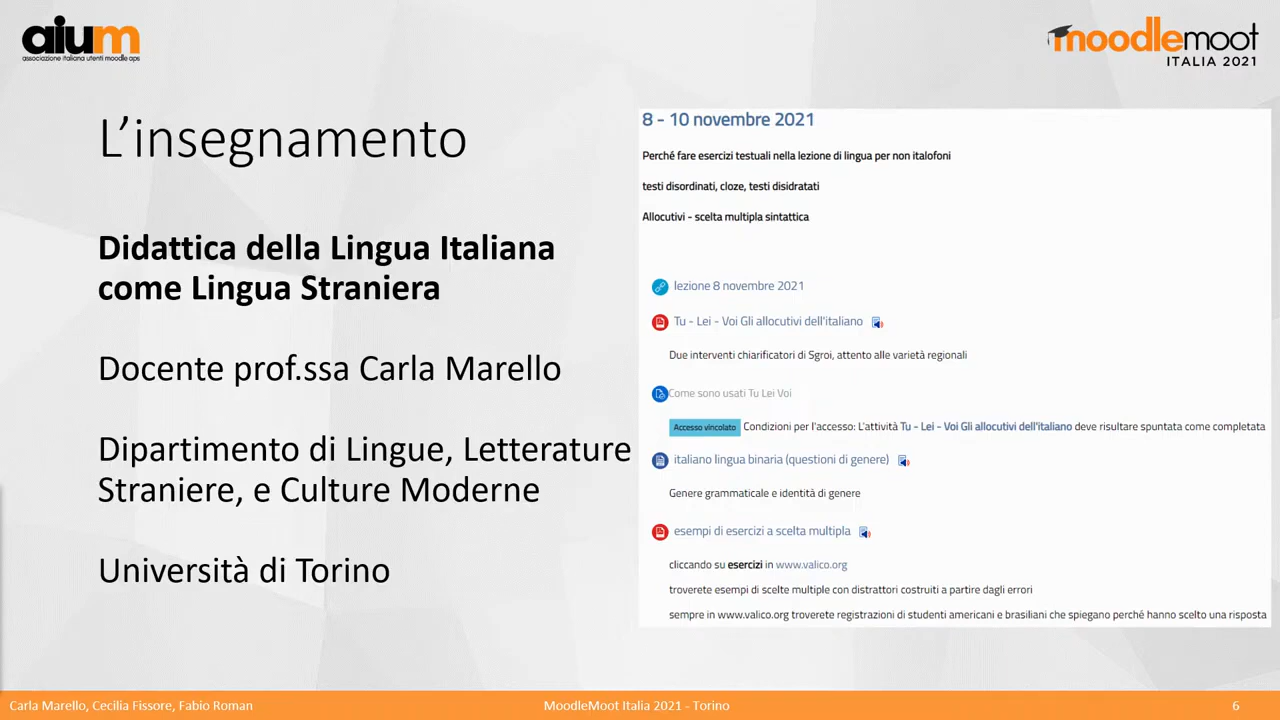 aium
associazione italiana utenti moodle aps
moodlemoot
ITALIA 2021
L’insegnamento
Didattica della Lingua Italiana
come Lingua Straniera
Docente prof.ssa Carla Marello
Dipartimento di Lingue, Letterature
Straniere, e Culture Moderne
Università di Torino
8 - 10 novembre 2021
Perché fare esercizi testuali nella lezione di lingua per non italofoni
testi disordinati, cloze, testi disidratati
Allocutivi - scelta multipla sintattica
lezione 8 novembre 2021
Tu - Lei - Voi Gli allocutivi dell'italiano
Due interventi chiarificatori di Sgroi, attento alle varietà regionali
Come sono usati Tu Lei Voi
Accesso vincolato Condizioni per l'accesso: L'attività Tu - Lei - Voi Gli allocutivi dell'italiano deve risultare spuntata come completata
italiano lingua binaria (questioni di genere)
Genere grammaticale e identità di genere
esempi di esercizi a scelta multipla
cliccando su esercizi in www.valico.org
troverete esempi di scelte multiple con distrattori costruiti a partire dagli errori
sempre in www.valico.org troverete registrazioni di studenti americani e brasiliani che spiegano perché hanno scelto una risposta
Carla Marello, Cecilia Fissore, Fabio Roman
MoodleMoot Italia 2021 - Torino
6